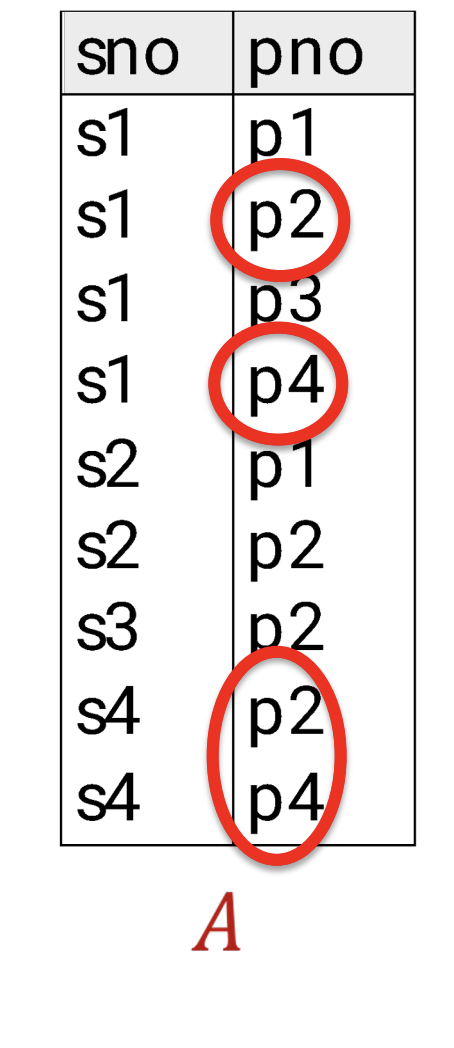 sno pno
s1 p1
s1 p2
s1 p3
s1 p4
s2 p1
s2 p2
s3 p2
s4 p2
s4 p4
A